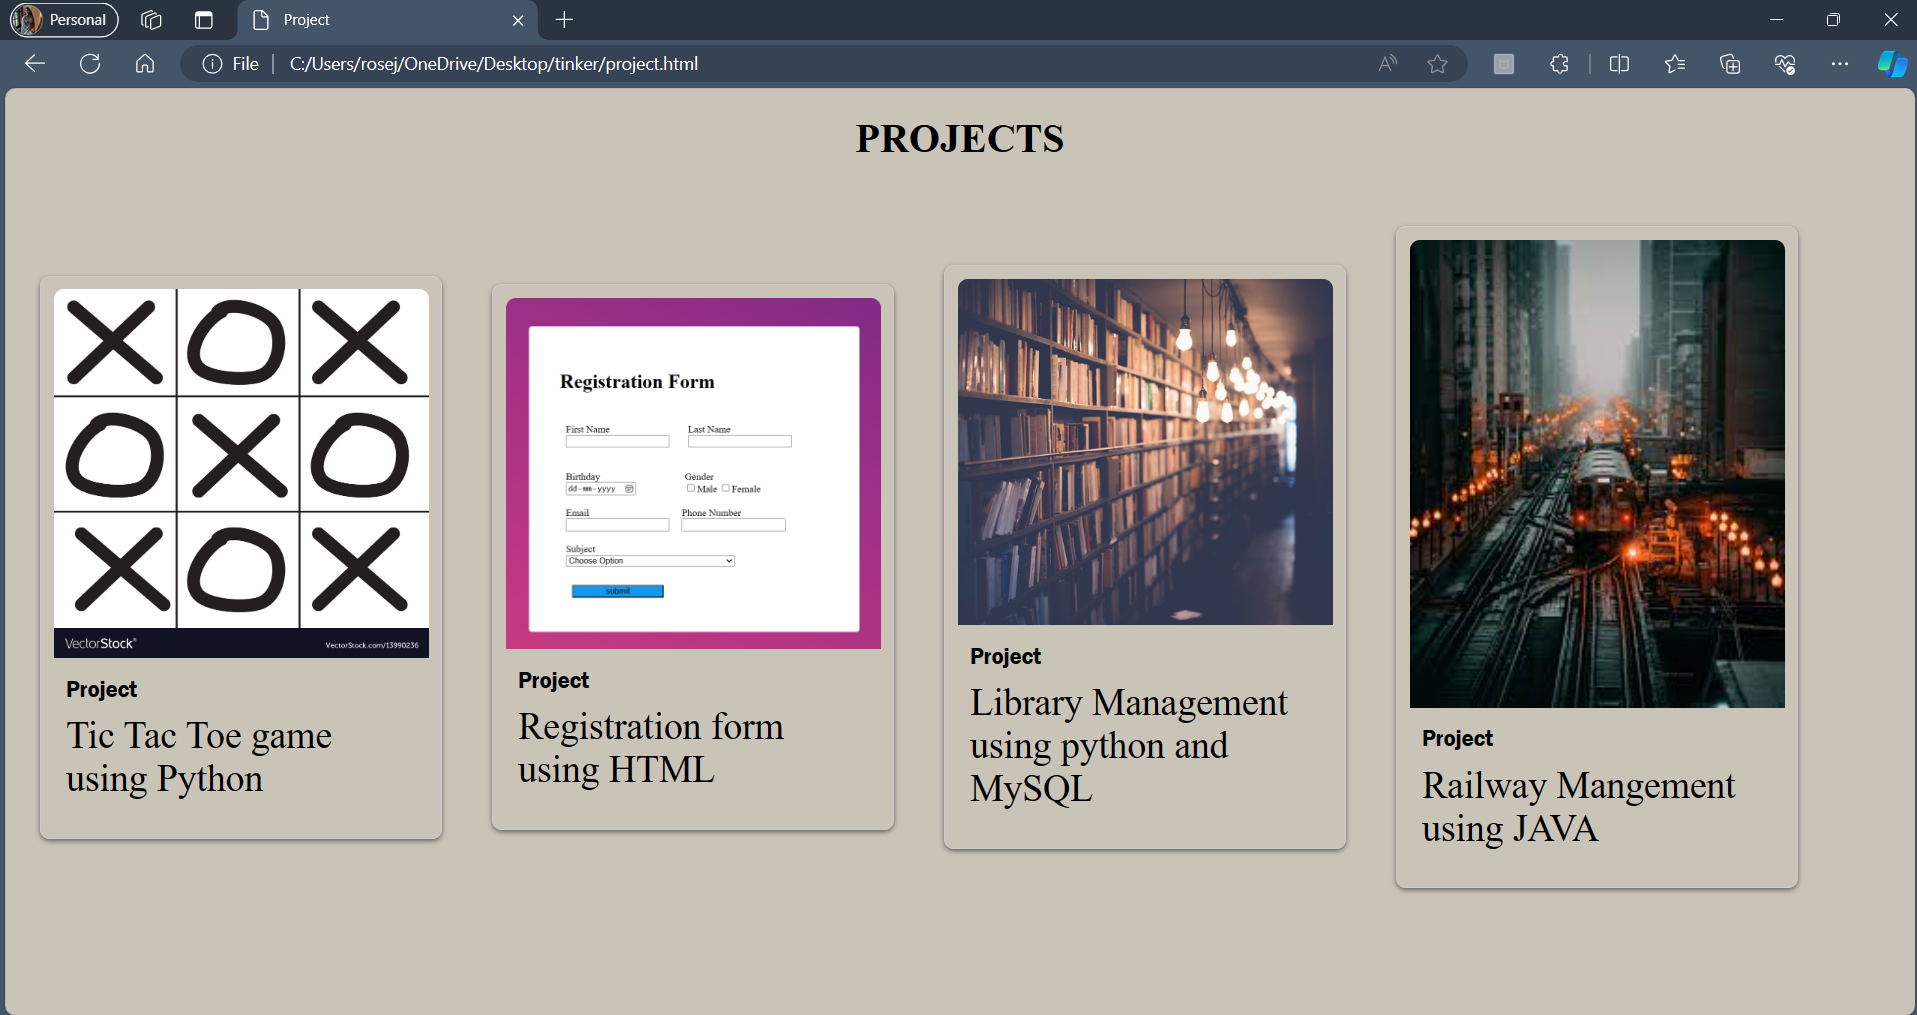 Personal
Project
File
C:/Users/rosej/OneDrive/Desktop/tinker/project.html
PROJECTS
VectorStock®
VectorStock.com/13990236
Project
Tic Tac Toe game
using Python
Registration Form
First Name
Last Name
Birthday
Gender
dd-mm-yyyy
Male
Female
Email
Phone Number
Subject
Choose Option
submit
Project
Registration form
using HTML
Project
Library Management
using python and
MySQL
Project
Railway Mangement
using JAVA